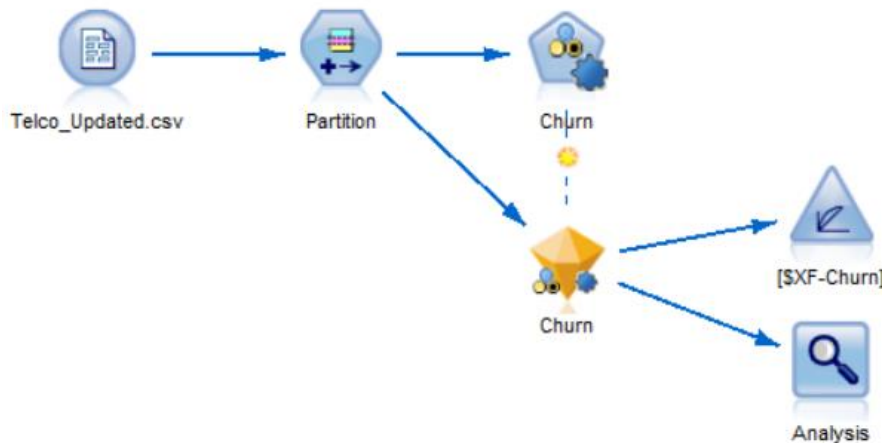 Telco_Updated.csv
Partition
Churn
Churn
[$XF-Churn]
Analysis